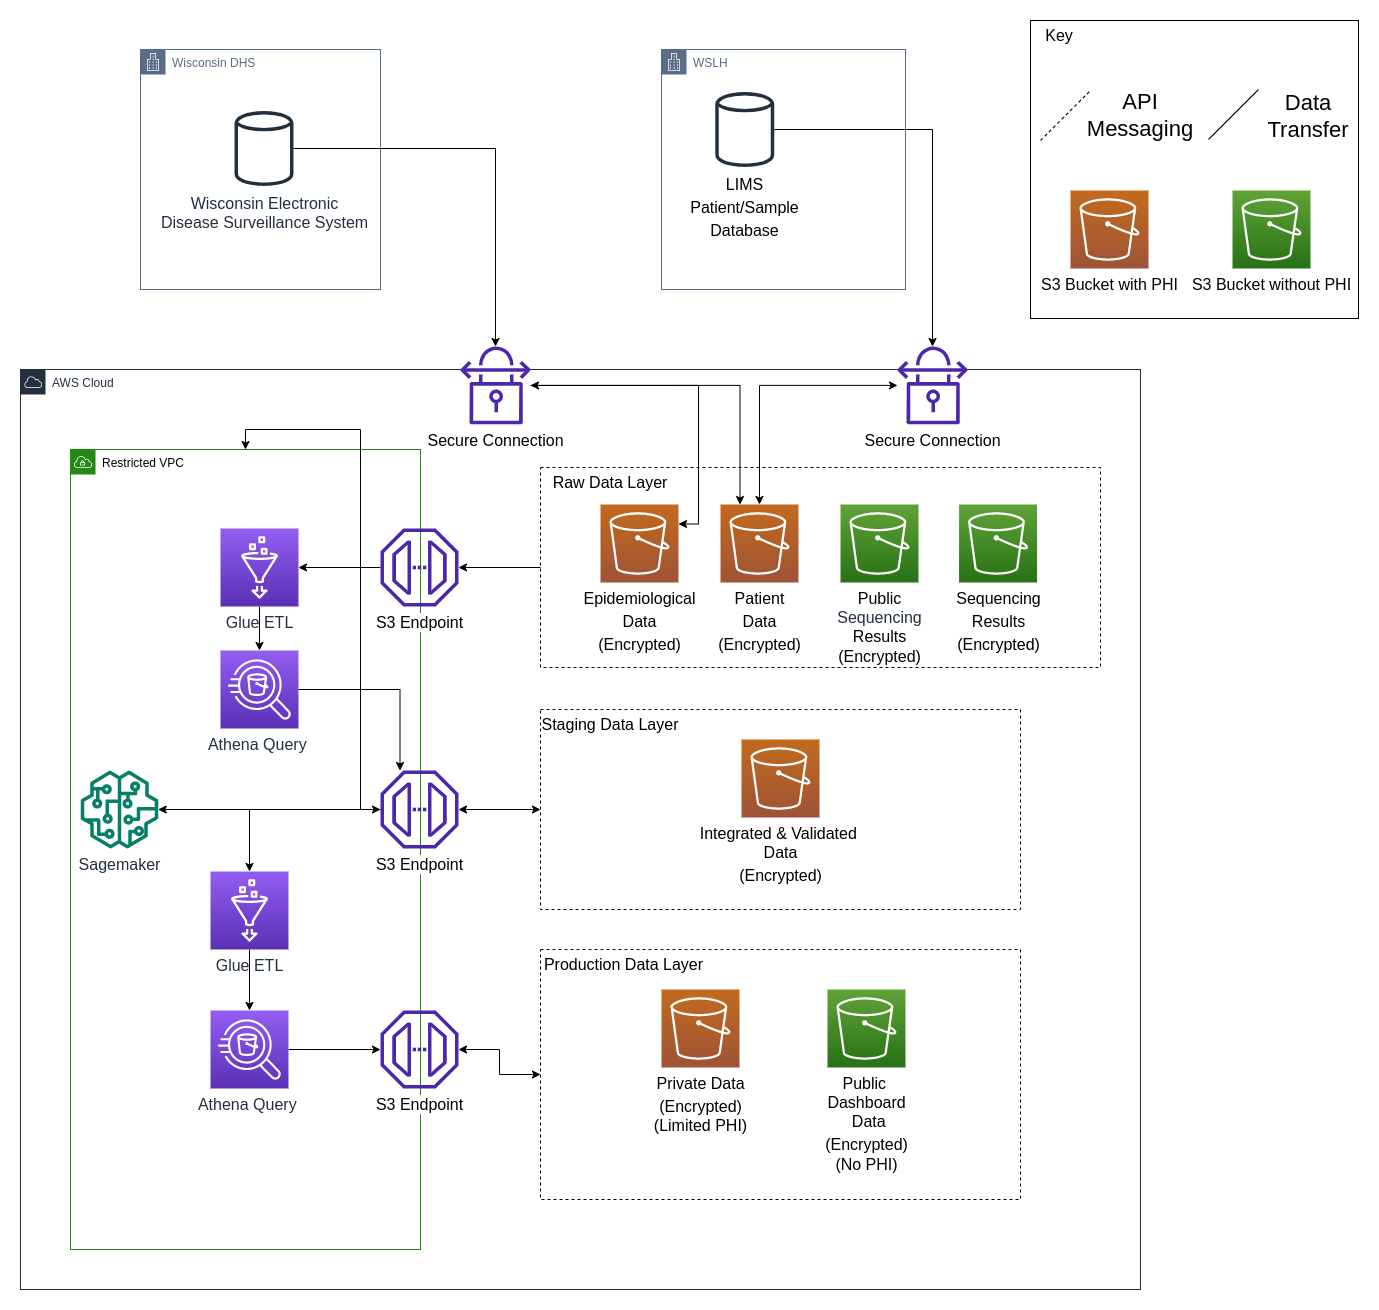 Key
Wisconsin DHS
WSLH
API
Messaging
Data
Transfer
Wisconsin Electronic
Disease Surveillance System
LIMS
Patient/Sample
Database
S3 Bucket with PHI
S3 Bucket without PHI
AWS Cloud
Secure Connection
Secure Connection
Restricted VPC
Raw Data Layer
Epidemiological
Data
(Encrypted)
Patient
Data
(Encrypted)
Public
Sequencing
Results
(Encrypted)
Sequencing
Results
(Encrypted)
Glue ETL
S3 Endpoint
Athena Query
Staging Data Layer
Integrated & Validated
Data
(Encrypted)
Sagemaker
S3 Endpoint
Glue ETL
Production Data Layer
Private Data
(Encrypted)
(Limited PHI)
Public
Dashboard
Data
(Encrypted)
(No PHI)
Athena Query
S3 Endpoint